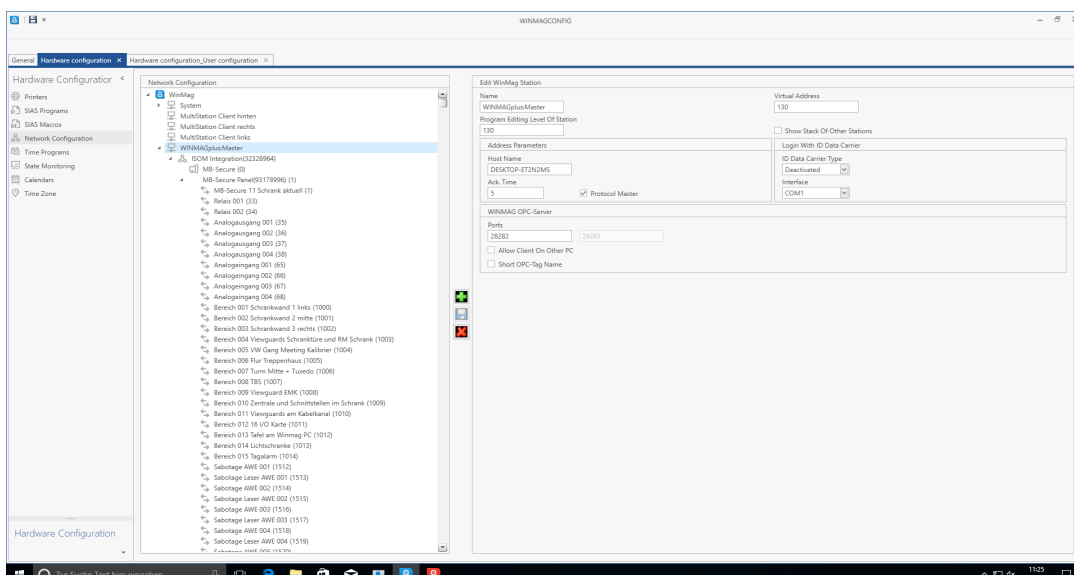 WINMAGCONFIG
General
Hardware configuration
Hardware configuration_User configuration
Hardware Configuration
Printers
SIAS Programs
SIAS Macros
Network Configuration
Time Programs
State Monitoring
Calendars
Time Zone
Hardware Configuration
Network Configuration
WinMag
System
MultiStation Client hinten
MultiStation Client rechts
MultiStation Client links
WINMAGplus:Master
ISOM Integration(32326964)
MB-Secure (0)
MB-Secure Panel(93178996) (1)
MB-Secure 11 Schrank aktuell (1)
Relais 001 (33)
Relais 002 (34)
Analogausgang 001 (35)
Analogausgang 002 (36)
Analogausgang 003 (37)
Analogausgang 004 (38)
Analogeingang 001 (65)
Analogeingang 002 (66)
Analogeingang 003 (67)
Analogeingang 004 (68)
Bereich 001 Schrankwand 1 links (1000)
Bereich 002 Schrankwand 2 mitte (1001)
Bereich 003 Schrankwand 3 rechts (1002)
Bereich 004 Viewguards Schranktüre und RM Schrank (1003)
Bereich 005 VW Gang Meeting Kalibrier (1004)
Bereich 006 Flur Treppenhaus (1005)
Bereich 007 Turm Mitte + Tuxedo (1006)
Bereich 008 TBS (1007)
Bereich 009 Viewguard EMK (1008)
Bereich 010 Zentrale und Schnittstellen im Schrank (1009)
Bereich 011 Viewguards am Kabelkanal (1010)
Bereich 012 16 I/O Karte (1011)
Bereich 013 Tafel am Winmag PC (1012)
Bereich 014 Lichtschranke (1013)
Bereich 015 Tagalarm (1014)
Sabotage AWE 001 (1512)
Sabotage Leser AWE 001 (1513)
Sabotage AWE 002 (1514)
Sabotage Leser AWE 002 (1515)
Sabotage AWE 003 (1516)
Sabotage Leser AWE 003 (1517)
Sabotage AWE 004 (1518)
Sabotage Leser AWE 004 (1519)
Sabotage AWE 005 (1520)
Edit WinMag Station
Name
WINMAGplus:Master
Virtual Address
130
Program Editing Level Of Station
130
Show Stack Of Other Stations
Address Parameters
Host Name
DESKTOP-ET2N2MS
Ack. Time
5
Protocol Master
Login With ID Data Carrier
ID Data Carrier Type
Deactivated
Interface
COM1
WINMAG OPC-Server
Ports
28282
28283
Allow Client On Other PC
Short OPC-Tag Name
Zur Suche Text hier eingeben
11:25